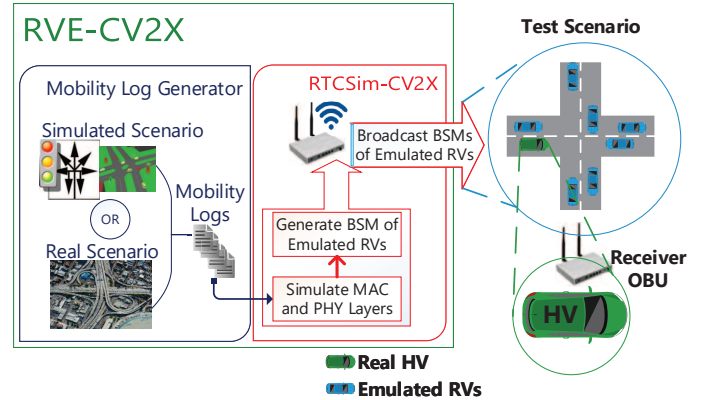 RVE-CV2X
Mobility Log Generator
Simulated Scenario
OR
Real Scenario
Mobility
Logs
RTCSim-CV2X
Broadcast BSMs
of Emulated RVs
Generate BSM of
Emulated RVs
Simulate MAC
and PHY Layers
Test Scenario
Receiver
OBU
HV
Real HV
Emulated RVs